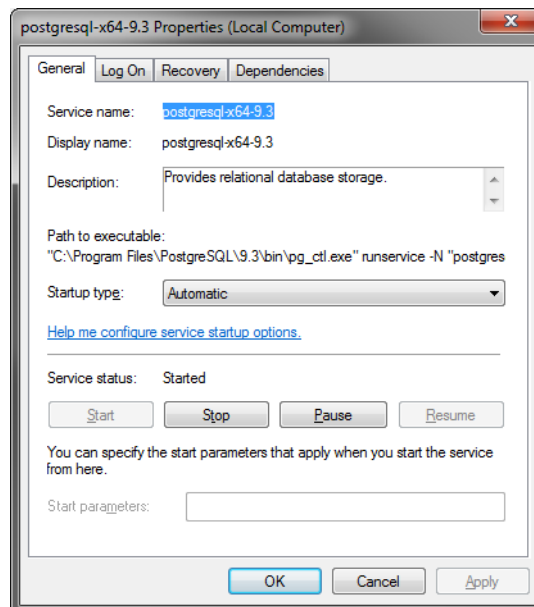 postgresql-x64-9.3 Properties (Local Computer)
General Log On Recovery Dependencies
Service name: postgresql-x64-9.3
Display name: postgresql-x64-9.3
Description: Provides relational database storage.
Path to executable:
"C:\Program Files\PostgreSQL\9.3\bin\pg_ctl.exe" runservice -N "postgres
Startup type: Automatic
Help me configure service startup options.
Service status: Started
Start Stop Pause Resume
You can specify the start parameters that apply when you start the service
from here.
Start parameters:
OK Cancel Apply